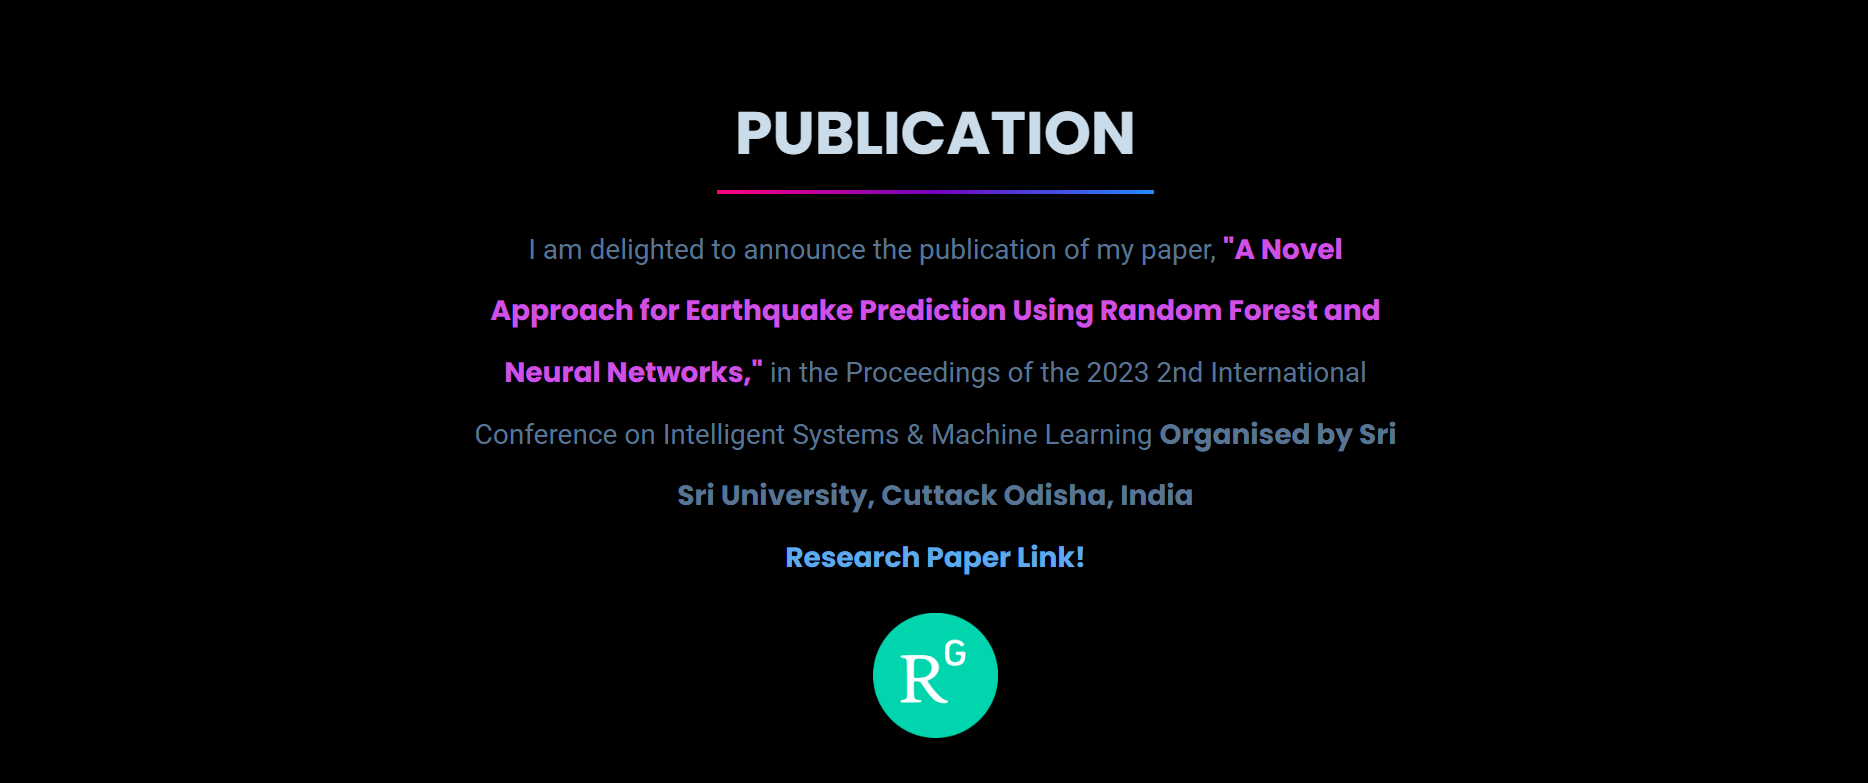 PUBLICATION
I am delighted to announce the publication of my paper, "A Novel
Approach for Earthquake Prediction Using Random Forest and
Neural Networks," in the Proceedings of the 2023 2nd International
Conference on Intelligent Systems & Machine Learning Organised by Sri
Sri University, Cuttack Odisha, India
Research Paper Link!
RG